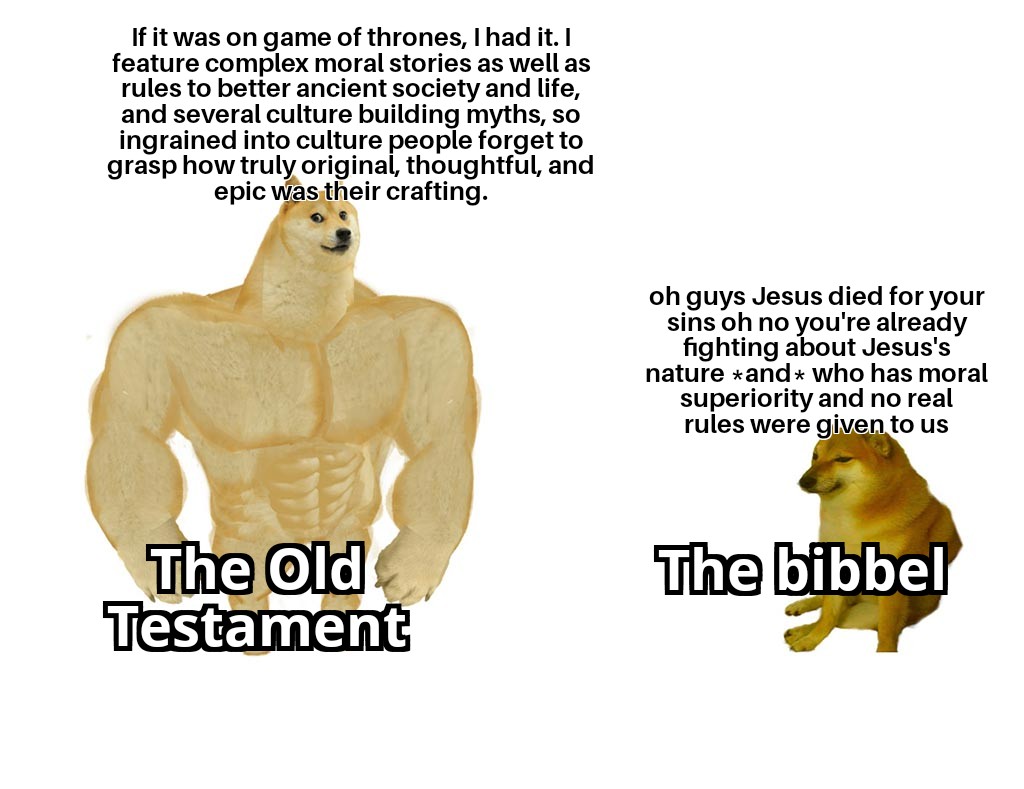 If it was on game of thrones, I had it. I
feature complex moral stories as well as
rules to better ancient society and life,
and several culture building myths, so
ingrained into culture people forget to
grasp how truly original, thoughtful, and
epic was their crafting.
oh guys Jesus died for your
sins oh no you're already
fighting about Jesus's
nature *and* who has moral
superiority and no real
rules were given to us
The Old
Testament
The bibbel